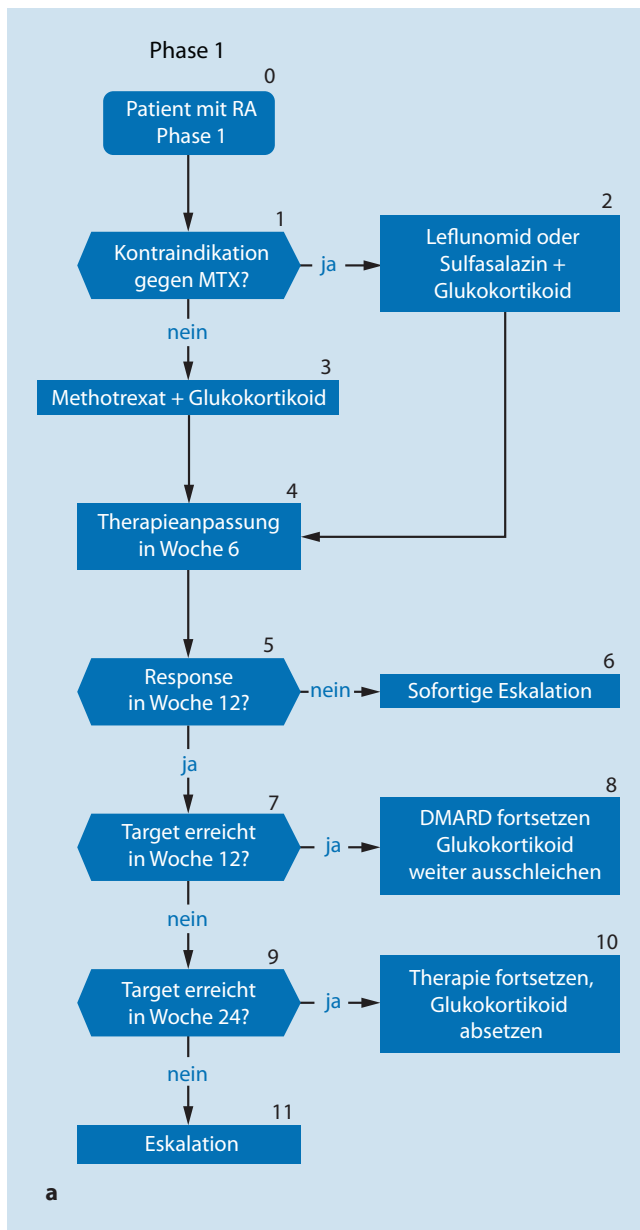 Phase 1
0
Patient mit RA
Phase 1
1
Kontraindikation
gegen MTX?
ja
2
Leflunomid oder
Sulfasalazin +
Glukokortikoid
nein
3
Methotrexat + Glukokortikoid
4
Therapieanpassung
in Woche 6
5
Response
in Woche 12?
nein
6
Sofortige Eskalation
ja
7
Target erreicht
in Woche 12?
ja
8
DMARD fortsetzen
Glukokortikoid
weiter ausschleichen
nein
9
Target erreicht
in Woche 24?
ja
10
Therapie fortsetzen,
Glukokortikoid
absetzen
nein
11
Eskalation
a